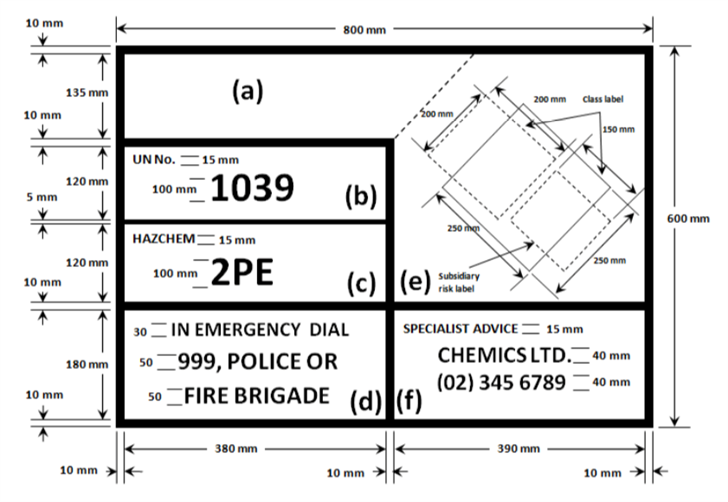 10 mm
800 mm
135 mm
10 mm
(a)
200 mm
200 mm
Class label
150 mm
UN No. 15 mm
120 mm
100 mm 1039 (b)
5 mm
600 mm
HAZCHEM 15 mm
120 mm
100 mm 2PE (c)
250 mm
250 mm
(e)
Subsidiary
risk label
10 mm
30 IN EMERGENCY DIAL
50 999, POLICE OR
50 FIRE BRIGADE (d)
180 mm
SPECIALIST ADVICE 15 mm
CHEMICS LTD. 40 mm
(02) 345 6789 40 mm
(f)
10 mm
380 mm
390 mm
10 mm
10 mm
10 mm